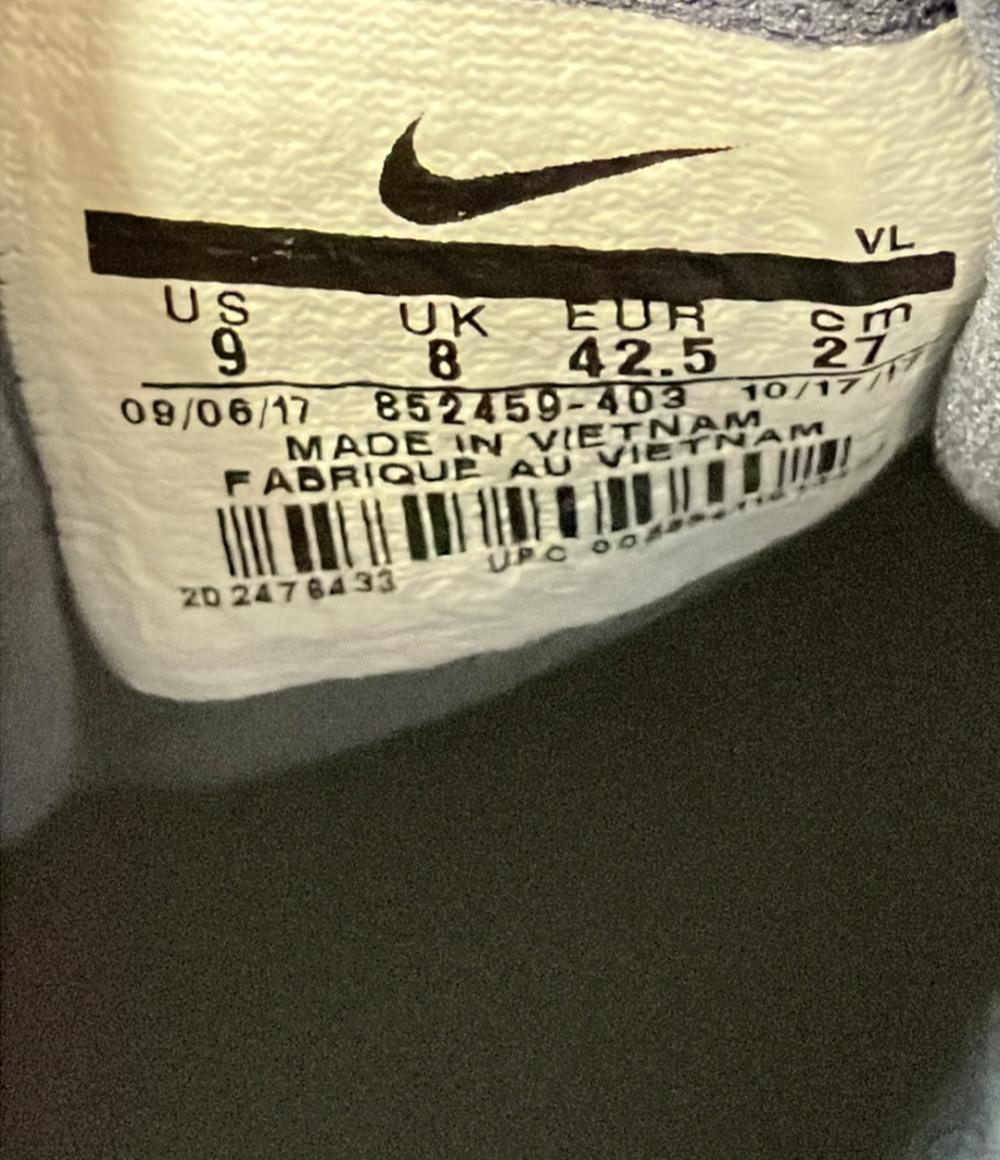 VL
US UK EUR cm
9 8 42.5 27
09/06/17 852459-403 10/17/17
MADE IN VIETNAM
FABRIQUE AU VIETNAM
UPC
202478433